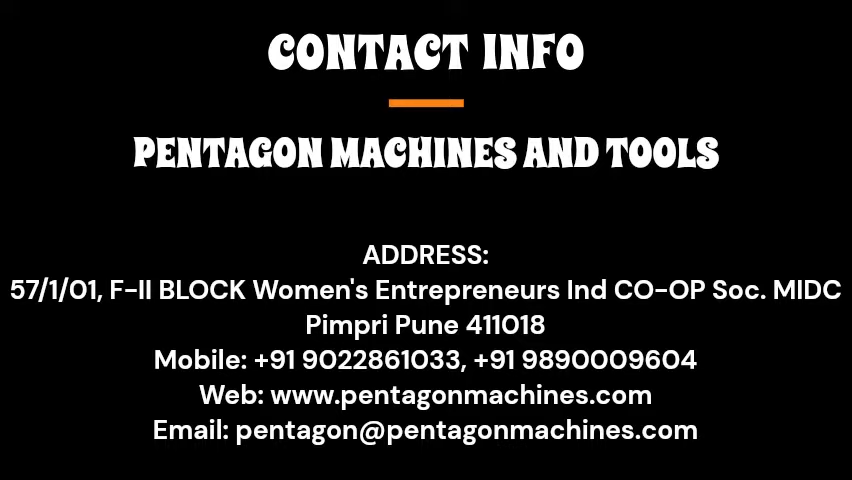 CONTACT INFO
PENTAGON MACHINES AND TOOLS
ADDRESS:
57/1/01, F-II BLOCK Women's Entrepreneurs Ind CO-OP Soc. MIDC
Pimpri Pune 411018
Mobile: +91 9022861033, +91 9890009604
Web: www.pentagonmachines.com
Email: pentagon@pentagonmachines.com